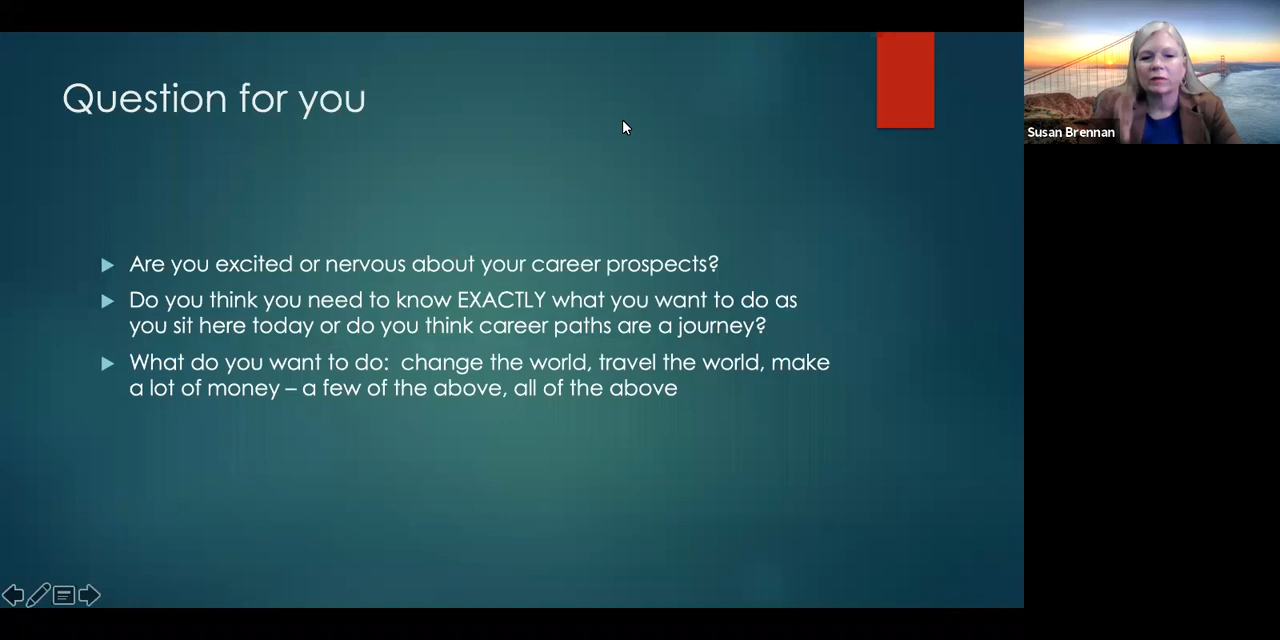 Question for you
Are you excited or nervous about your career prospects?
Do you think you need to know EXACTLY what you want to do as
you sit here today or do you think career paths are a journey?
What do you want to do:  change the world, travel the world, make
a lot of money – a few of the above, all of the above
Susan Brennan